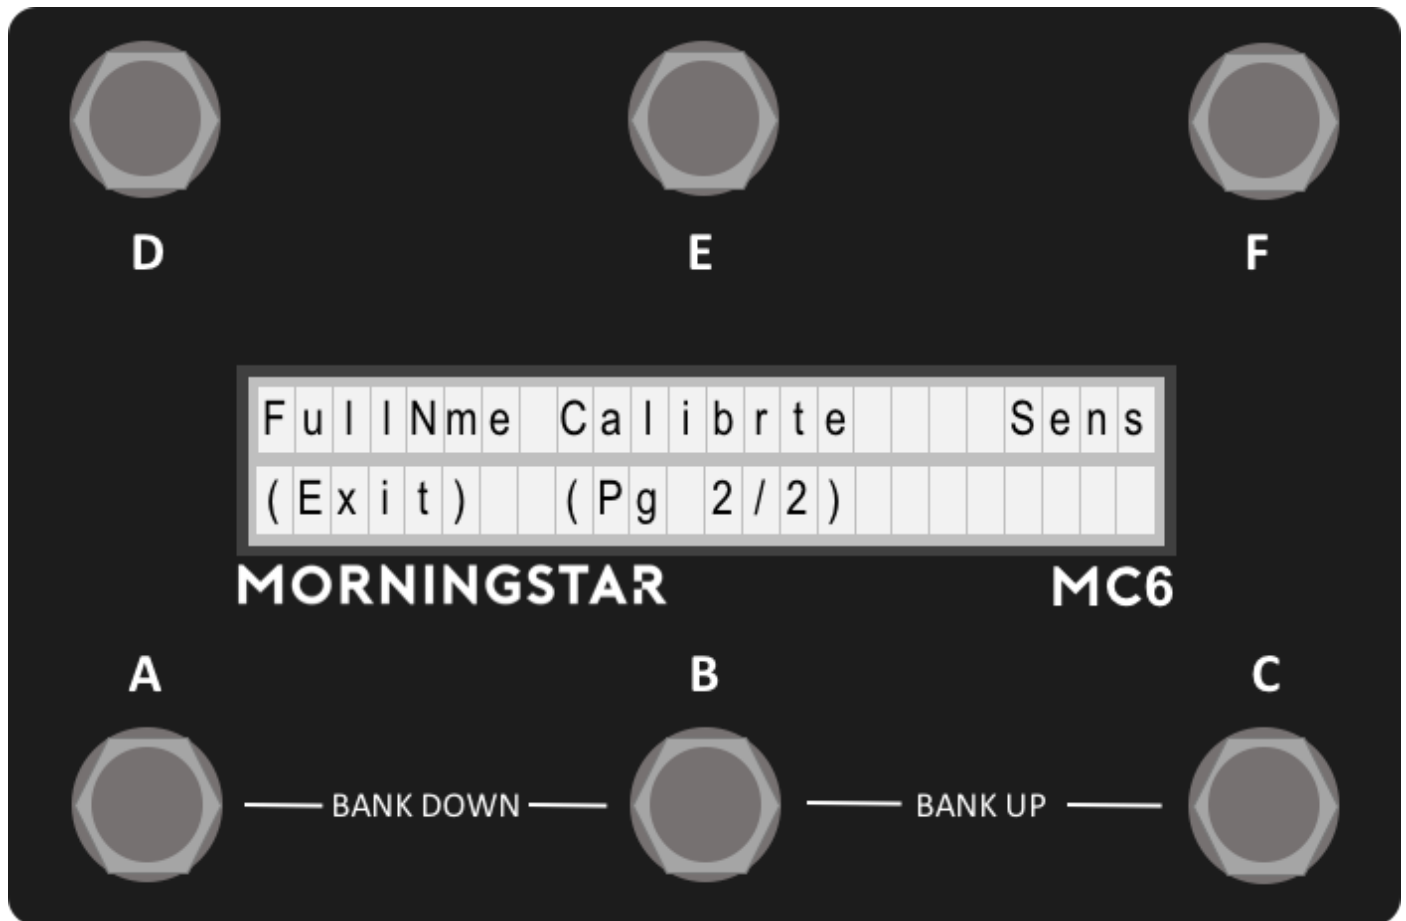 D
E
F
FullNme Calibrte Sens
(Exit) (Pg 2/2)
MORNINGSTAR MC6
A
B
C
BANK DOWN
BANK UP